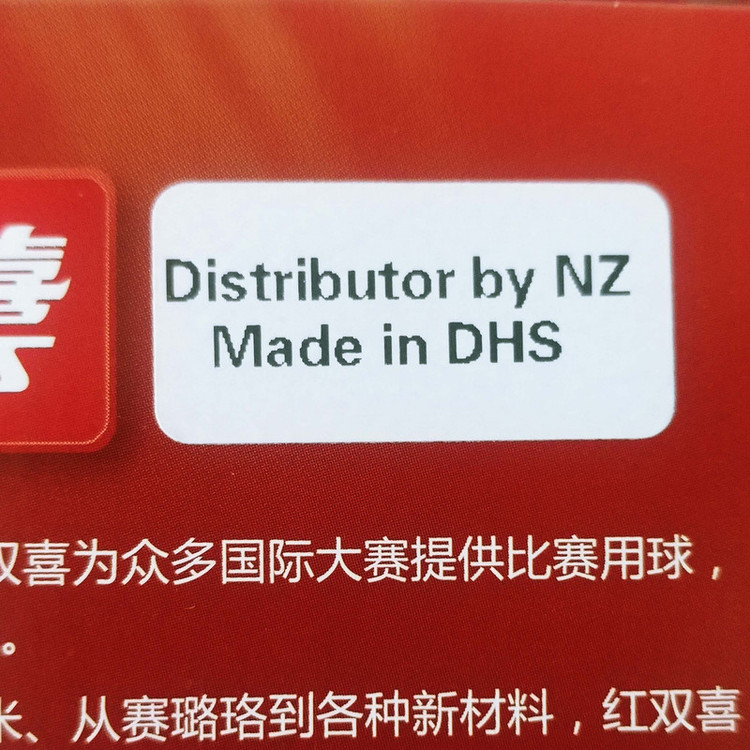 喜
Distributor by NZ
Made in DHS
双喜为众多国际大赛提供比赛用球，
。
米、从赛璐珞到各种新材料，红双喜